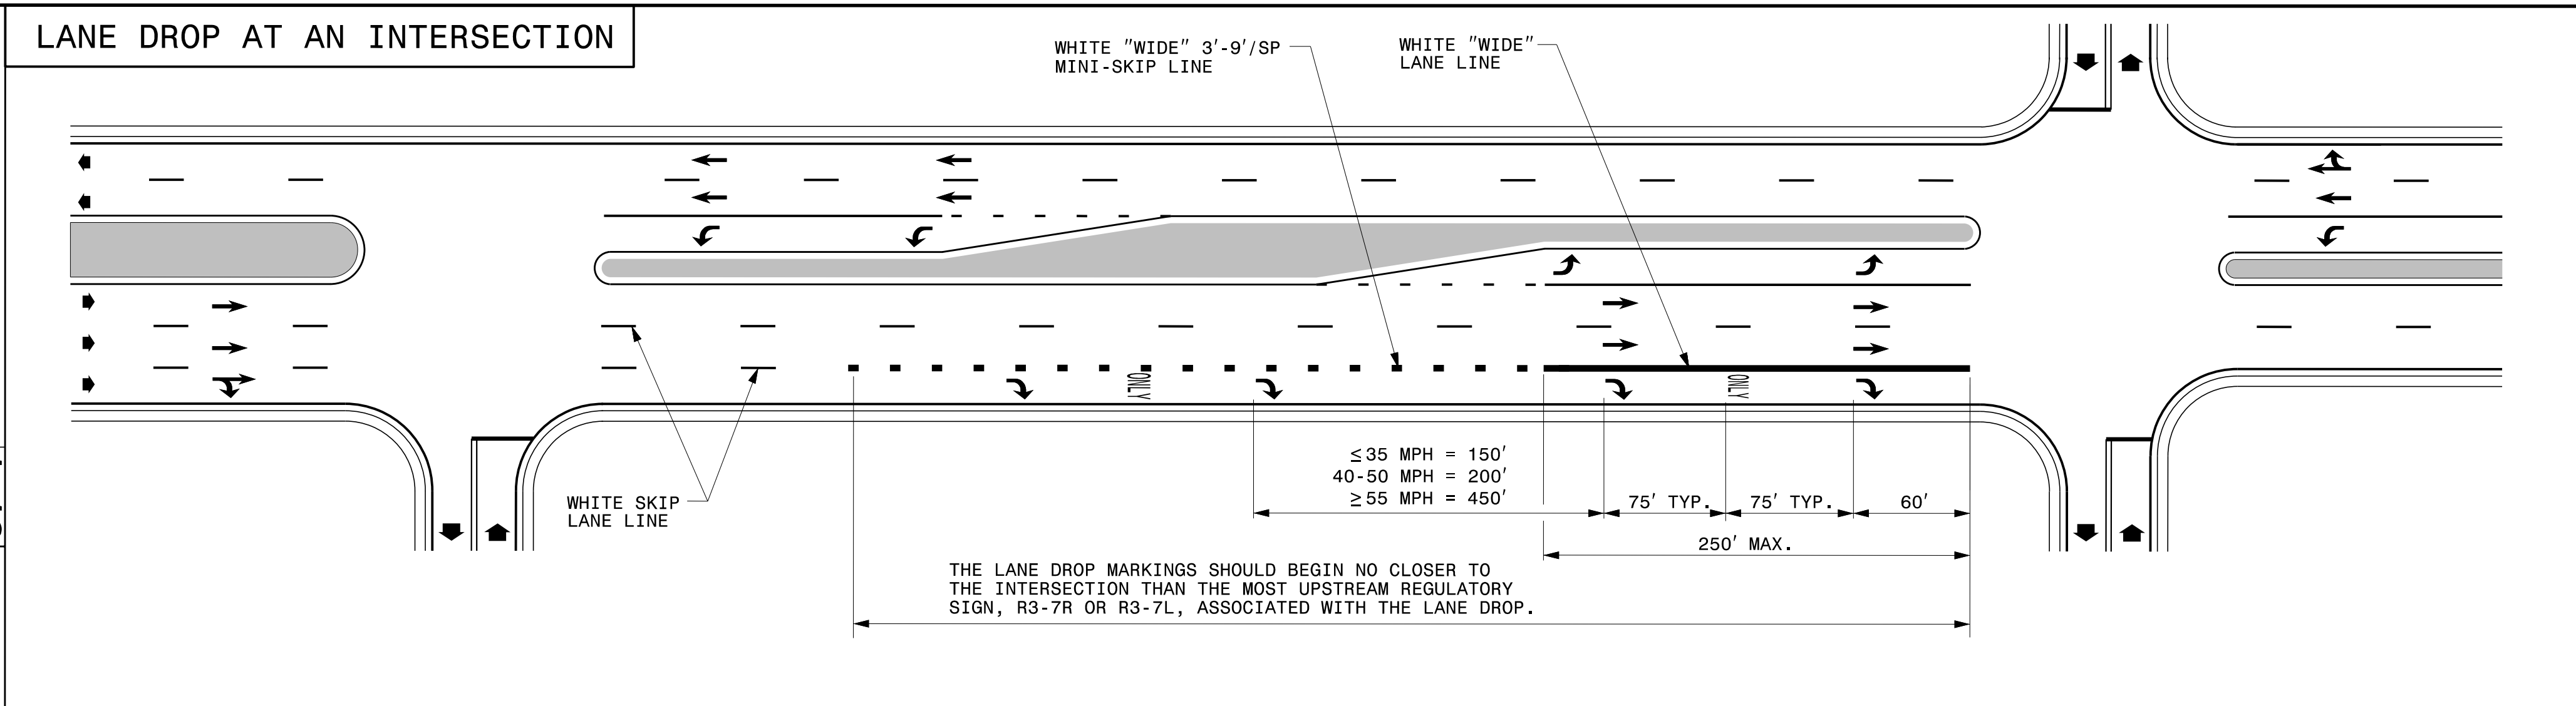 LANE DROP AT AN INTERSECTION
WHITE "WIDE" 3'-9'/SP
MINI-SKIP LINE
WHITE "WIDE"
LANE LINE
ONLY
ONLY
WHITE SKIP
LANE LINE
≤35 MPH = 150'
40-50 MPH = 200'
≥55 MPH = 450'
75' TYP.
75' TYP.
60'
250' MAX.
THE LANE DROP MARKINGS SHOULD BEGIN NO CLOSER TO
THE INTERSECTION THAN THE MOST UPSTREAM REGULATORY
SIGN, R3-7R OR R3-7L, ASSOCIATED WITH THE LANE DROP.